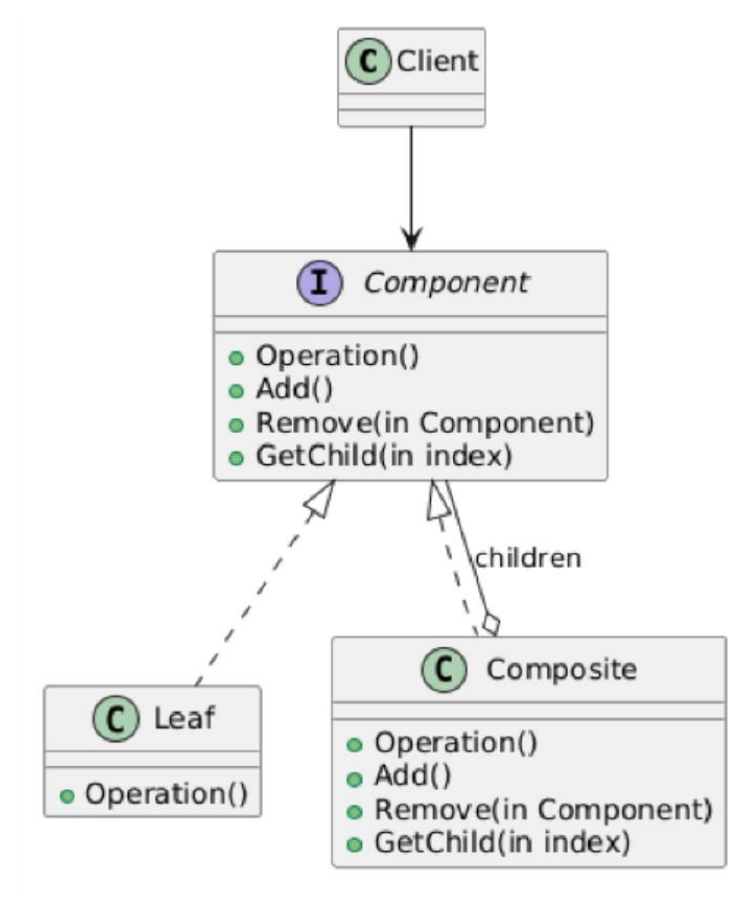 C Client
I Component
Operation()
Add()
Remove(in Component)
GetChild(in index)
children
C Leaf
Operation()
C Composite
Operation()
Add()
Remove(in Component)
GetChild(in index)